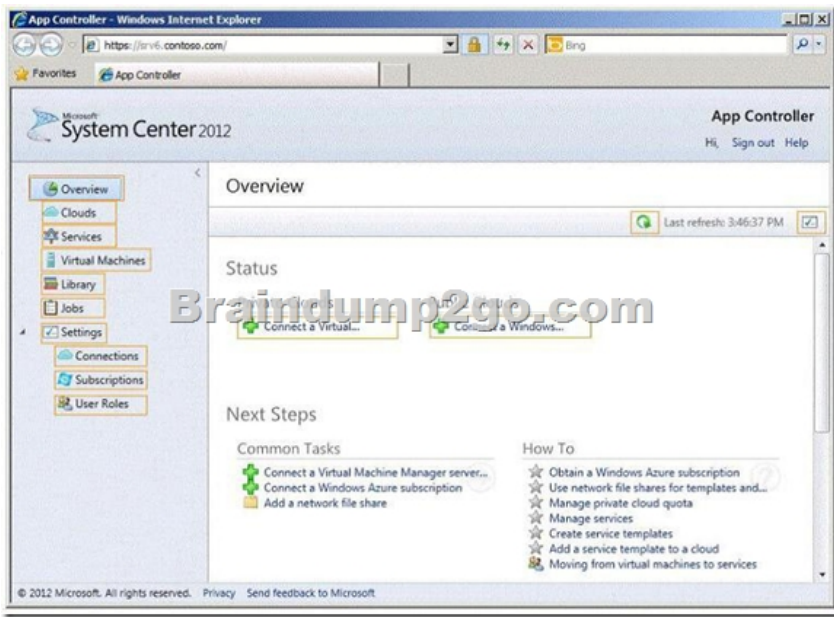 App Controller - Windows Internet Explorer
https://srv6.contoso.com/
Bing
Favorites
App Controller
Microsoft
System Center 2012
App Controller
Hi, Sign out Help
Overview
Clouds
Services
Virtual Machines
Library
Jobs
Settings
Connections
Subscriptions
User Roles
Overview
Last refresh: 3:46:37 PM
Status
Braindump2go.com
Connect a Virtual...
Connect a Windows...
Next Steps
Common Tasks
Connect a Virtual Machine Manager server...
Connect a Windows Azure subscription
Add a network file share
How To
Obtain a Windows Azure subscription
Use network file shares for templates and...
Manage private cloud quota
Manage services
Create service templates
Add a service template to a cloud
Moving from virtual machines to services
© 2012 Microsoft. All rights reserved. Privacy Send feedback to Microsoft